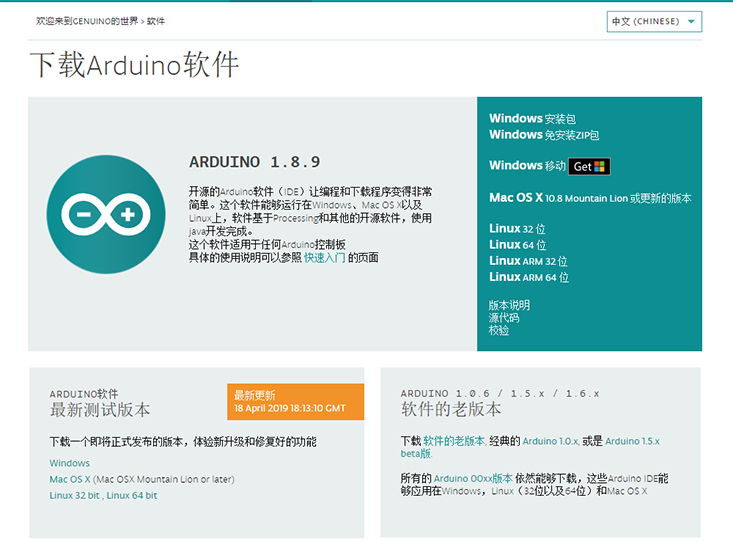 欢迎来到GENUINO的世界 > 软件
中文 (CHINESE)
下载Arduino软件
ARDUINO 1.8.9
开源的Arduino软件（IDE）让编程和下载程序变得非常
简单。这个软件能够运行在Windows、Mac OS X以及
Linux上，软件基于Processing和其他的开源软件，使用
java开发完成。
这个软件适用于任何Arduino控制板
具体的使用说明可以参照 快速入门 的页面
Windows 安装包
Windows 免安装ZIP包
Windows 移动 Get
Mac OS X 10.8 Mountain Lion 或更新的版本
Linux 32 位
Linux 64 位
Linux ARM 32 位
Linux ARM 64 位
版本说明
源代码
校验
ARDUINO软件
最新测试版本
最新更新
18 April 2019 18:13:10 GMT
下载一个即将正式发布的版本，体验新升级和修复好的功能
Windows
Mac OS X (Mac OSX Mountain Lion or later)
Linux 32 bit , Linux 64 bit
ARDUINO 1.0.6 / 1.5.x / 1.6.x
软件的老版本
下载 软件的老版本. 经典的 Arduino 1.0.x, 或是 Arduino 1.5.x
beta版.
所有的 Arduino 00xx版本 依然能够下载，这些Arduino IDE能
够应用在Windows，Linux（32位以及64位）和Mac OS X